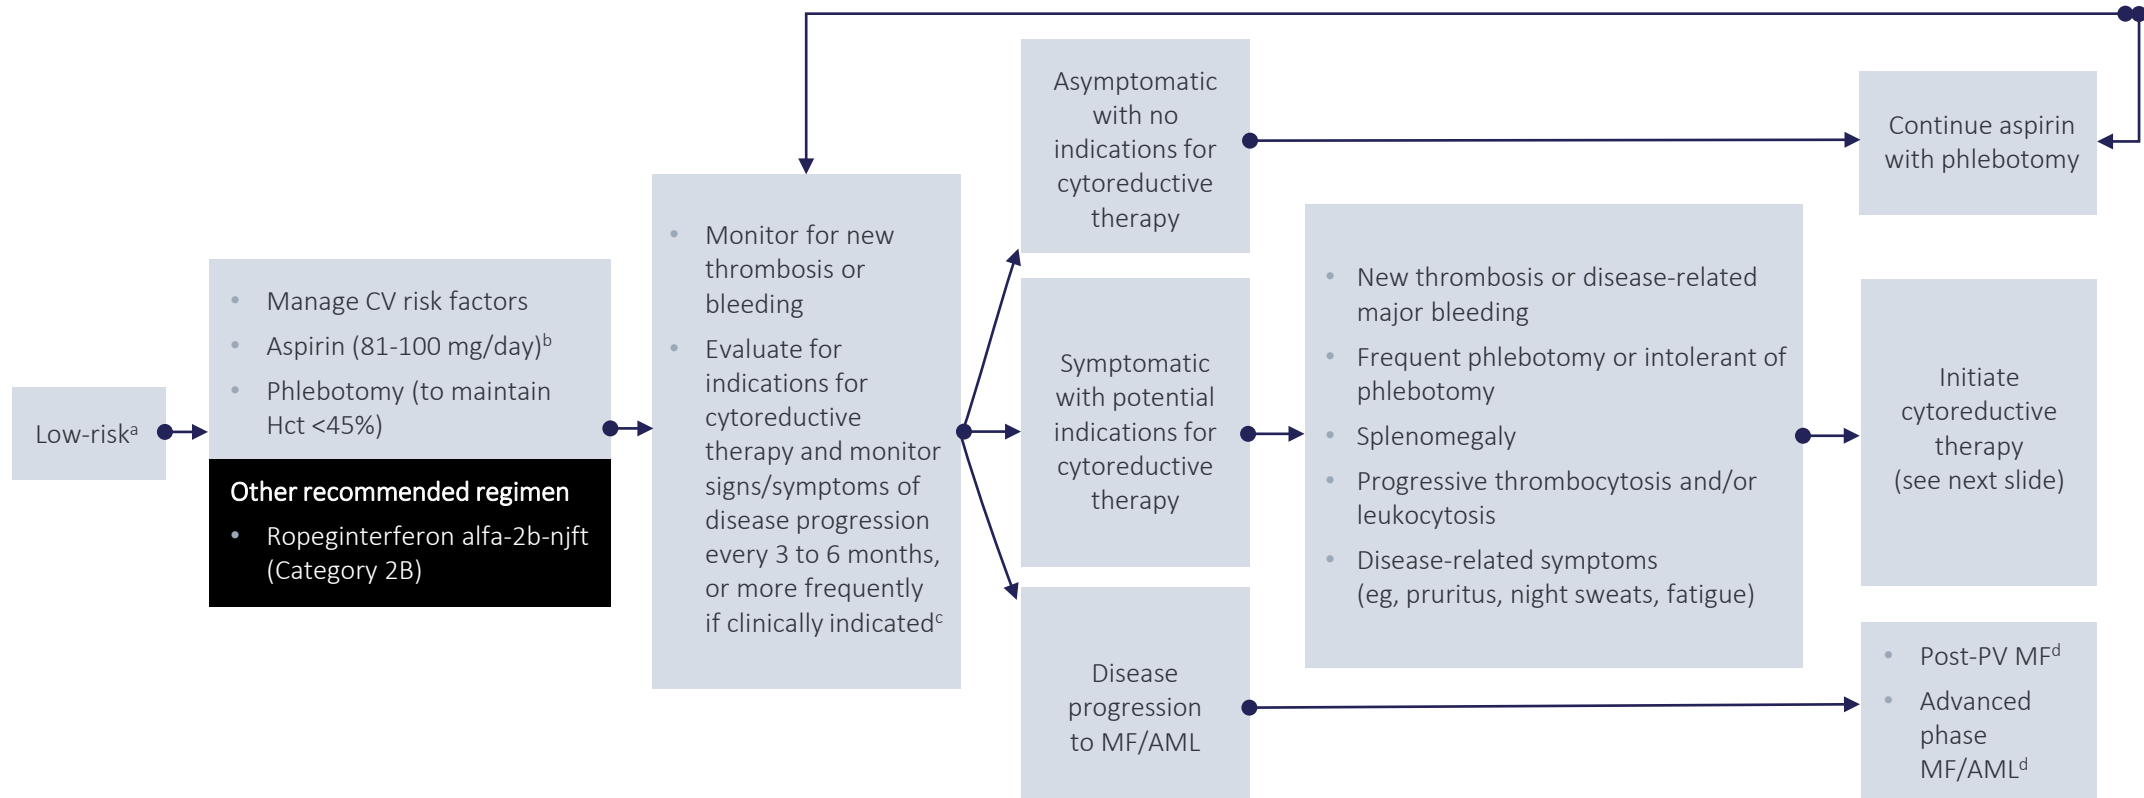 Low-riskᵃ
• Manage CV risk factors
• Aspirin (81-100 mg/day)ᵇ
• Phlebotomy (to maintain
Hct <45%)
Other recommended regimen
• Ropeginterferon alfa-2b-njft
(Category 2B)
• Monitor for new
thrombosis or
bleeding
• Evaluate for
indications for
cytoreductive
therapy and monitor
signs/symptoms of
disease progression
every 3 to 6 months,
or more frequently
if clinically indicatedᶜ
Asymptomatic
with no
indications for
cytoreductive
therapy
Continue aspirin
with phlebotomy
Symptomatic
with potential
indications for
cytoreductive
therapy
• New thrombosis or disease-related
major bleeding
• Frequent phlebotomy or intolerant of
phlebotomy
• Splenomegaly
• Progressive thrombocytosis and/or
leukocytosis
• Disease-related symptoms
(eg, pruritus, night sweats, fatigue)
Initiate
cytoreductive
therapy
(see next slide)
Disease
progression
to MF/AML
• Post-PV MFᵈ
• Advanced
phase
MF/AMLᵈ